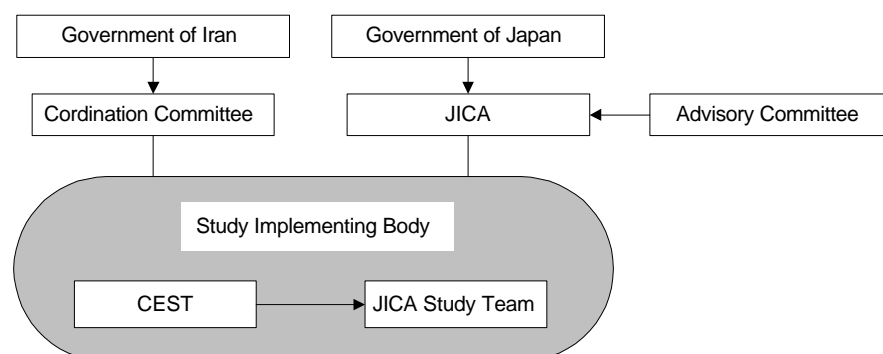 Government of Iran
Government of Japan
Cordination Committee
JICA
Advisory Committee
Study Implementing Body
CEST
JICA Study Team